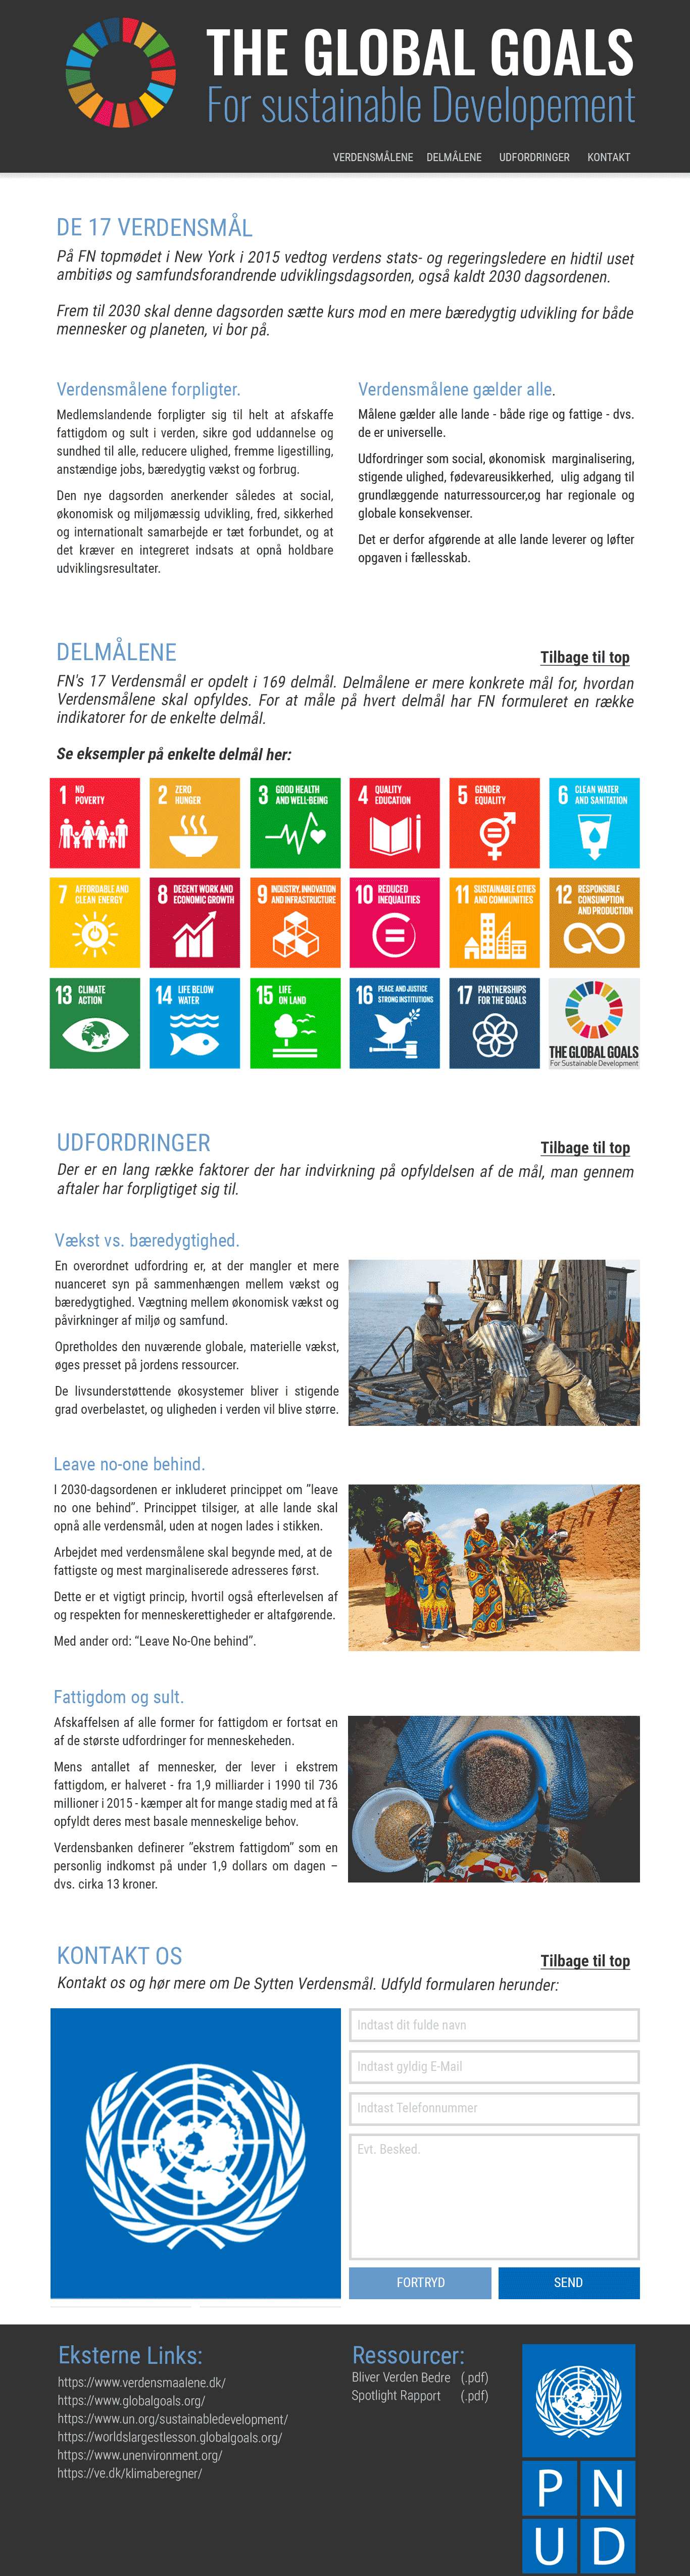 THE GLOBAL GOALS
For sustainable Developement
VERDENSMÅLENE DELMÅLENE UDFORDRINGER KONTAKT
DE 17 VERDENSMÅL
På FN topmødet i New York i 2015 vedtog verdens stats- og regeringsledere en hidtil uset
ambitiøs og samfundsforandrende udviklingsdagsorden, også kaldt 2030 dagsordenen.
Frem til 2030 skal denne dagsorden sætte kurs mod en mere bæredygtig udvikling for både
mennesker og planeten, vi bor på.
Verdensmålene forpligter.
Medlemslandende forpligter sig til helt at afskaffe
fattigdom og sult i verden, sikre god uddannelse og
sundhed til alle, reducere ulighed, fremme ligestilling,
anstændige jobs, bæredygtig vækst og forbrug.
Den nye dagsorden anerkender således at social,
økonomisk og miljømæssig udvikling, fred, sikkerhed
og internationalt samarbejde er tæt forbundet, og at
det kræver en integreret indsats at opnå holdbare
udviklingsresultater.
Verdensmålene gælder alle.
Målene gælder alle lande - både rige og fattige - dvs.
de er universelle.
Udfordringer som social, økonomisk marginalisering,
stigende ulighed, fødevareusikkerhed, ulig adgang til
grundlæggende naturressourcer,og har regionale og
globale konsekvenser.
Det er derfor afgørende at alle lande leverer og løfter
opgaven i fællesskab.
DELMÅLENE
Tilbage til top
FN's 17 Verdensmål er opdelt i 169 delmål. Delmålene er mere konkrete mål for, hvordan
Verdensmålene skal opfyldes. For at måle på hvert delmål har FN formuleret en række
indikatorer for de enkelte delmål.
Se eksempler på enkelte delmål her:
1 NO
POVERTY
2 ZERO
HUNGER
3 GOOD HEALTH
AND WELL-BEING
4 QUALITY
EDUCATION
5 GENDER
EQUALITY
6 CLEAN WATER
AND SANITATION
7 AFFORDABLE AND
CLEAN ENERGY
8 DECENT WORK AND
ECONOMIC GROWTH
9 INDUSTRY, INNOVATION
AND INFRASTRUCTURE
10 REDUCED
INEQUALITIES
11 SUSTAINABLE CITIES
AND COMMUNITIES
12 RESPONSIBLE
CONSUMPTION
AND PRODUCTION
13 CLIMATE
ACTION
14 LIFE BELOW
WATER
15 LIFE
ON LAND
16 PEACE AND JUSTICE
STRONG INSTITUTIONS
17 PARTNERSHIPS
FOR THE GOALS
THE GLOBAL GOALS
For Sustainable Development
UDFORDRINGER
Tilbage til top
Der er en lang række faktorer der har indvirkning på opfyldelsen af de mål, man gennem
aftaler har forpligtiget sig til.
Vækst vs. bæredygtighed.
En overordnet udfordring er, at der mangler et mere
nuanceret syn på sammenhængen mellem vækst og
bæredygtighed. Vægtning mellem økonomisk vækst og
påvirkninger af miljø og samfund.
Opretholdes den nuværende globale, materielle vækst,
øges presset på jordens ressourcer.
De livsunderstøttende økosystemer bliver i stigende
grad overbelastet, og uligheden i verden vil blive større.
Leave no-one behind.
I 2030-dagsordenen er inkluderet princippet om ”leave
no one behind”. Princippet tilsiger, at alle lande skal
opnå alle verdensmål, uden at nogen lades i stikken.
Arbejdet med verdensmålene skal begynde med, at de
fattigste og mest marginaliserede adresseres først.
Dette er et vigtigt princip, hvortil også efterlevelsen af
og respekten for menneskerettigheder er altafgørende.
Med ander ord: “Leave No-One behind”.
Fattigdom og sult.
Afskaffelsen af alle former for fattigdom er fortsat en
af de største udfordringer for menneskeheden.
Mens antallet af mennesker, der lever i ekstrem
fattigdom, er halveret - fra 1,9 milliarder i 1990 til 736
millioner i 2015 - kæmper alt for mange stadig med at få
opfyldt deres mest basale menneskelige behov.
Verdensbanken definerer ”ekstrem fattigdom” som en
personlig indkomst på under 1,9 dollars om dagen –
dvs. cirka 13 kroner.
KONTAKT OS
Tilbage til top
Kontakt os og hør mere om De Sytten Verdensmål. Udfyld formularen herunder:
Indtast dit fulde navn
Indtast gyldig E-Mail
Indtast Telefonnummer
Evt. Besked.
FORTRYD
SEND
Eksterne Links:
https://www.verdensmaalene.dk/
https://www.globalgoals.org/
https://www.un.org/sustainabledevelopment/
https://worldslargestlesson.globalgoals.org/
https://www.unenvironment.org/
https://ve.dk/klimaberegner/
Ressourcer:
Bliver Verden Bedre (.pdf)
Spotlight Rapport (.pdf)
P N
U D